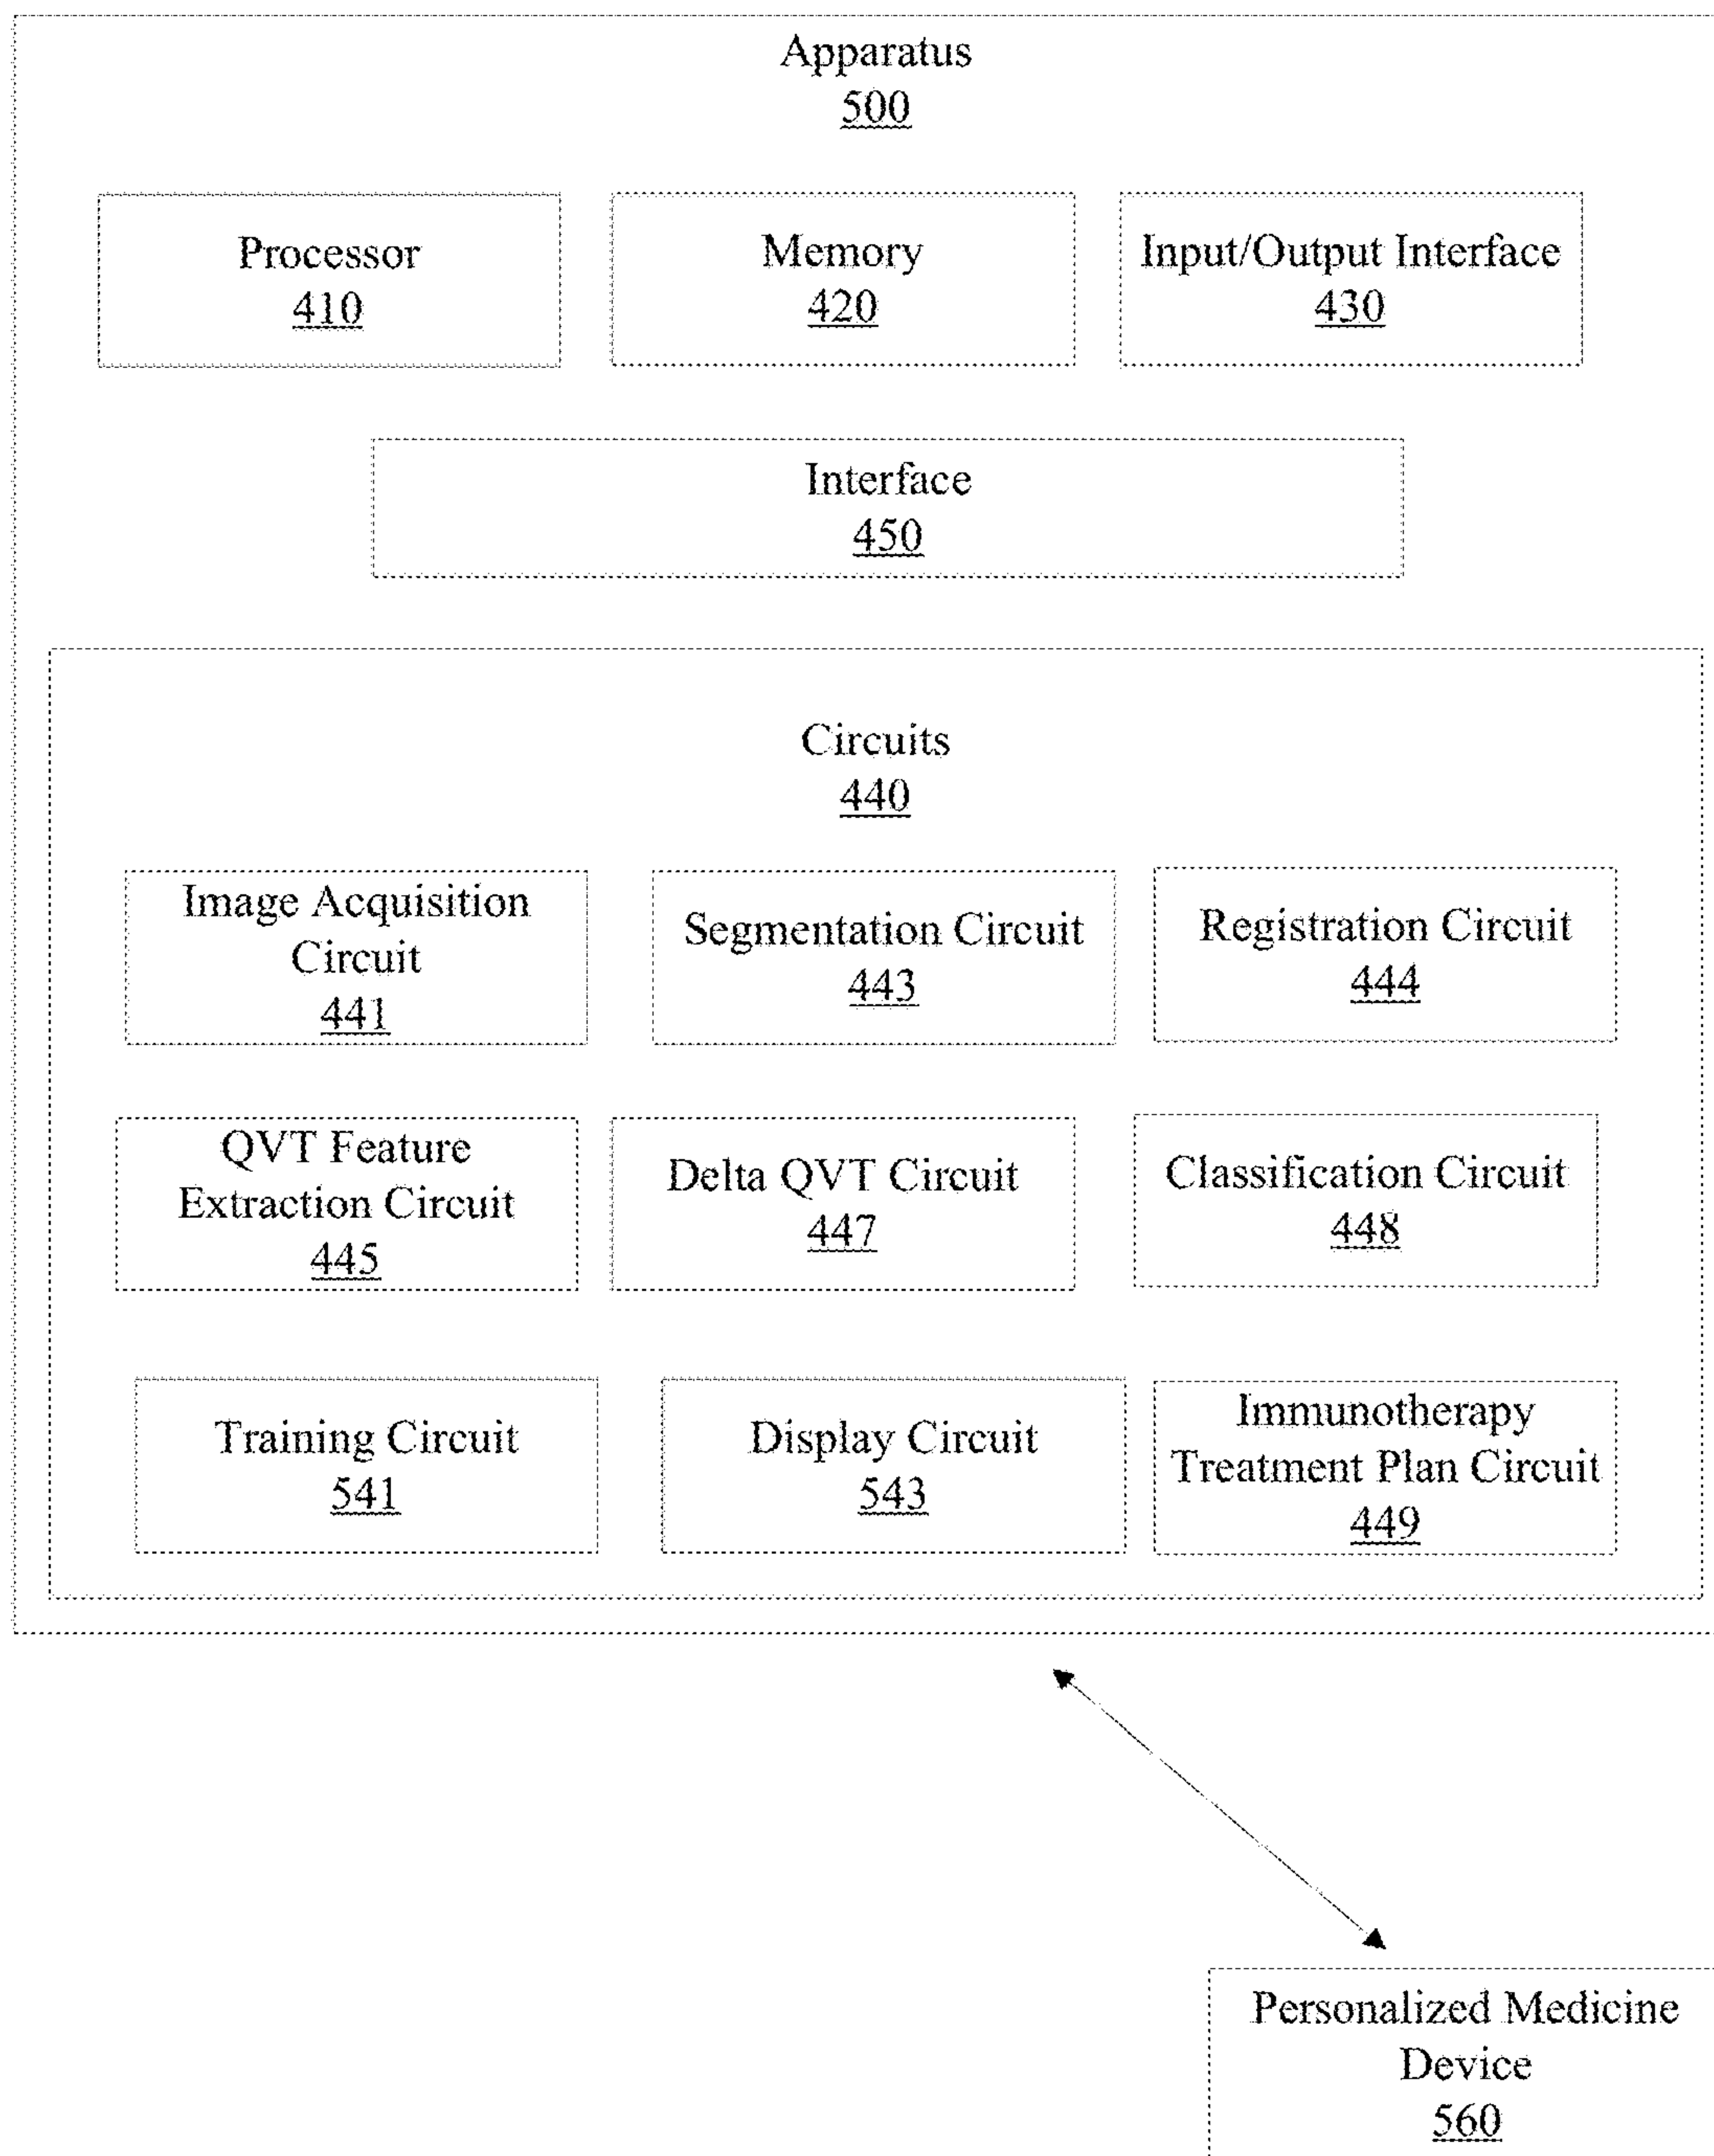 Apparatus
500
Processor
410
Memory
420
Input/Output Interface
430
Interface
450
Circuits
440
Image Acquisition
Circuit
441
Segmentation Circuit
443
Registration Circuit
444
QVT Feature
Extraction Circuit
445
Delta QVT Circuit
447
Classification Circuit
448
Training Circuit
541
Display Circuit
543
Immunotherapy
Treatment Plan Circuit
449
Personalized Medicine
Device
560